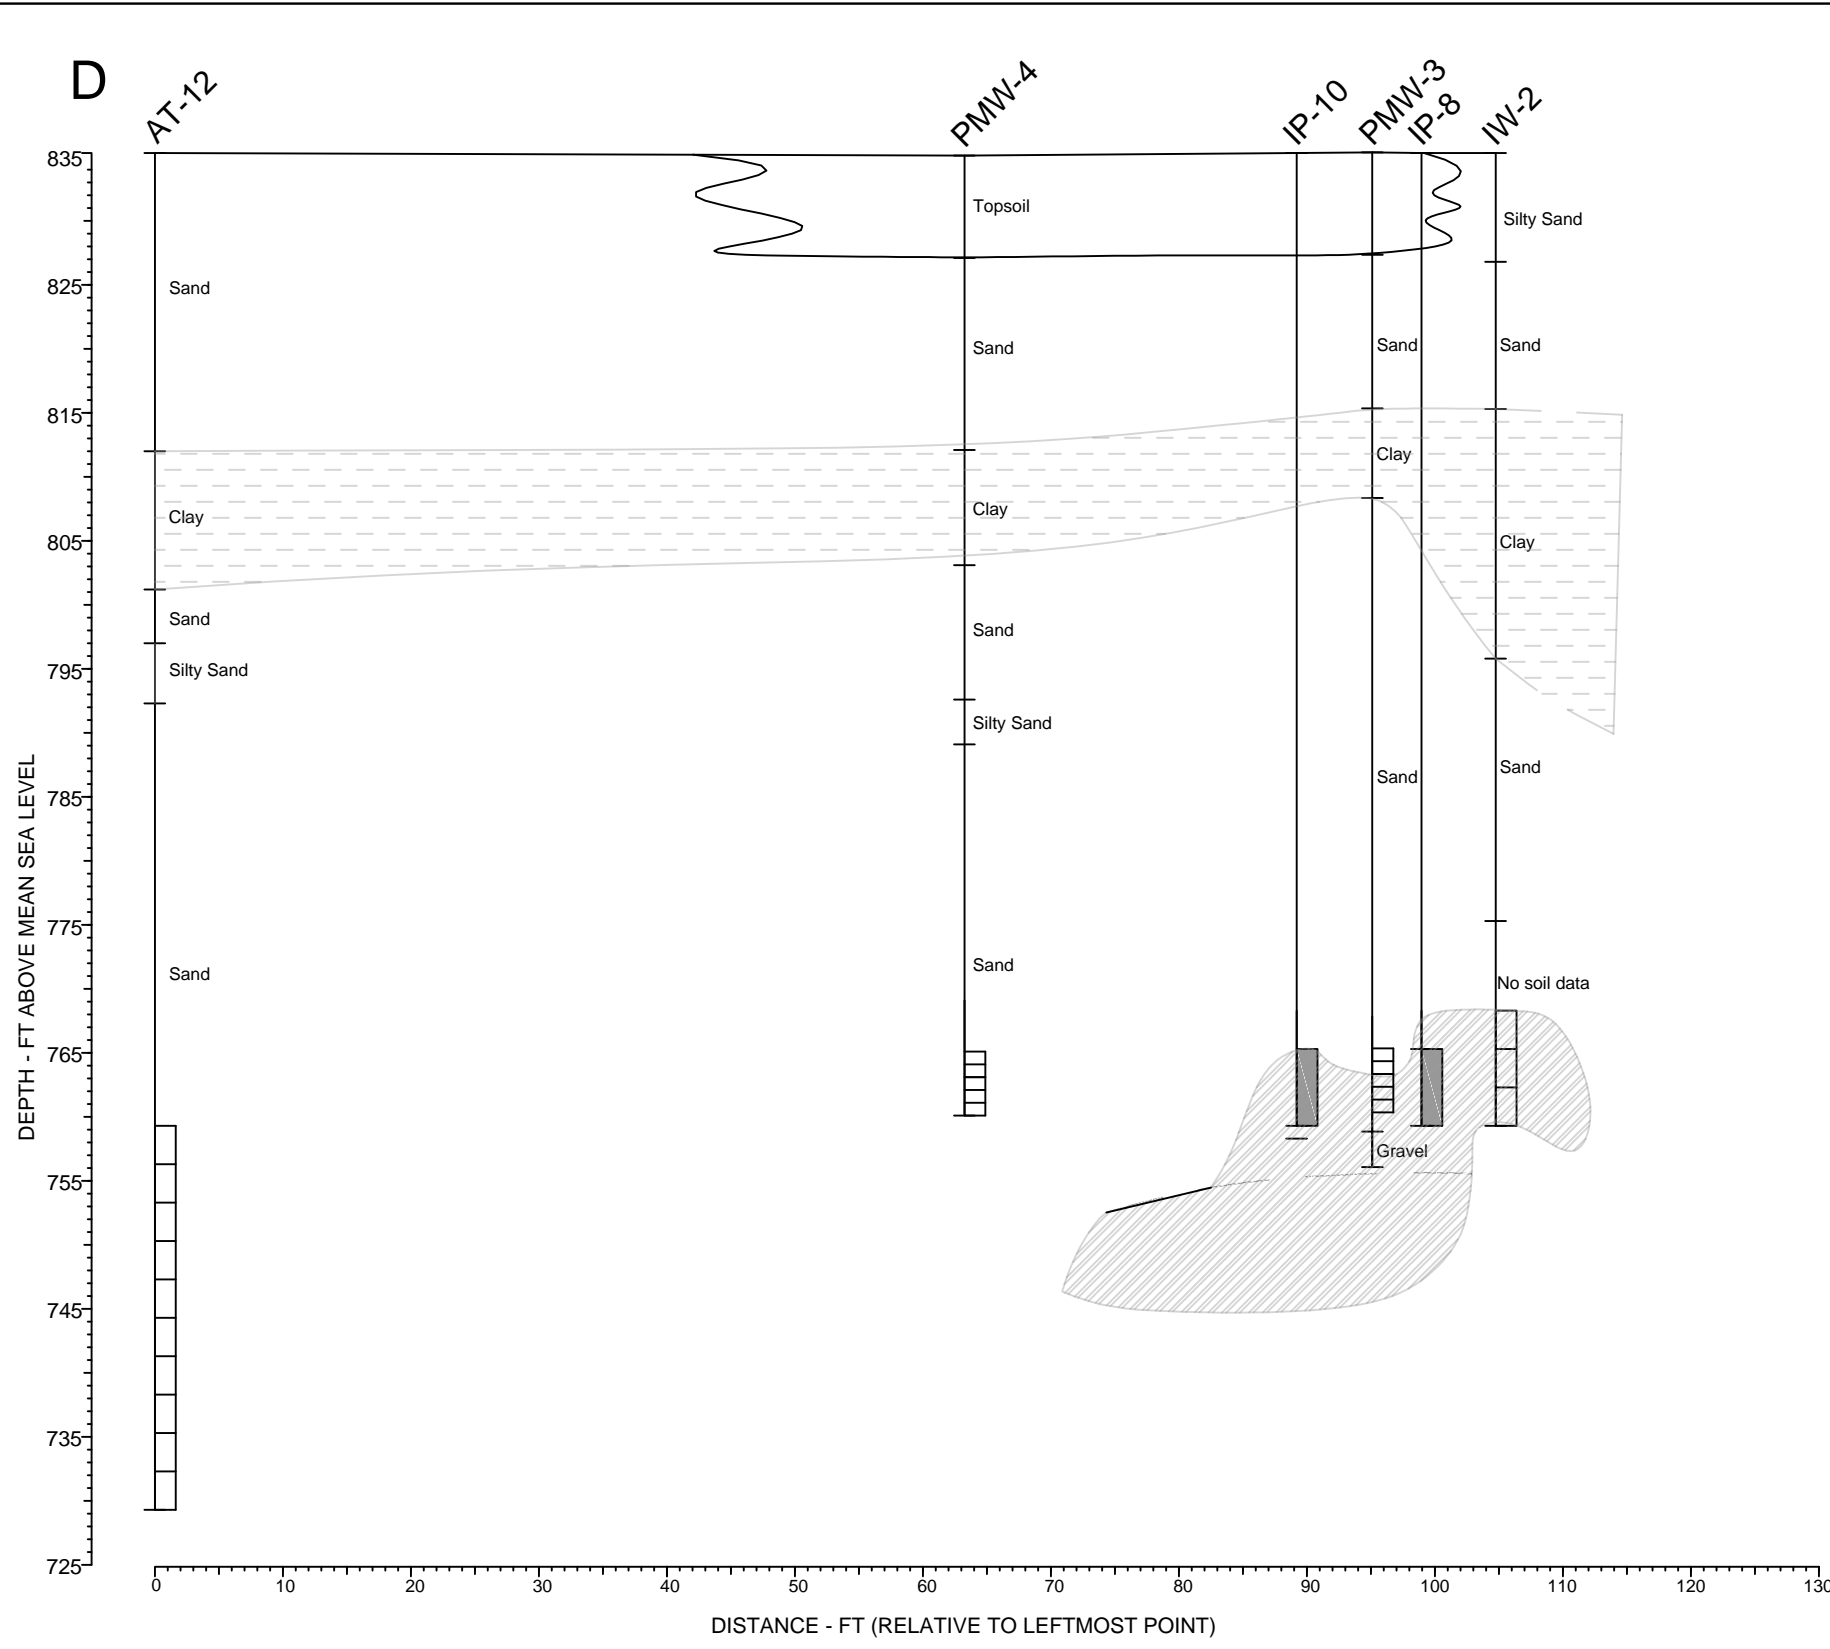 D
AT-12
PMW-4
IP-10
PMW-3
IP-8
IW-2
835
825
815
805
795
785
775
765
755
745
735
725
DEPTH - FT ABOVE MEAN SEA LEVEL
Sand
Clay
Sand
Silty Sand
Sand
Topsoil
Sand
Clay
Sand
Silty Sand
Sand
Sand
Clay
Sand
Gravel
Silty Sand
Sand
Clay
Sand
No soil data
0 10 20 30 40 50 60 70 80 90 100 110 120 130
DISTANCE - FT (RELATIVE TO LEFTMOST POINT)